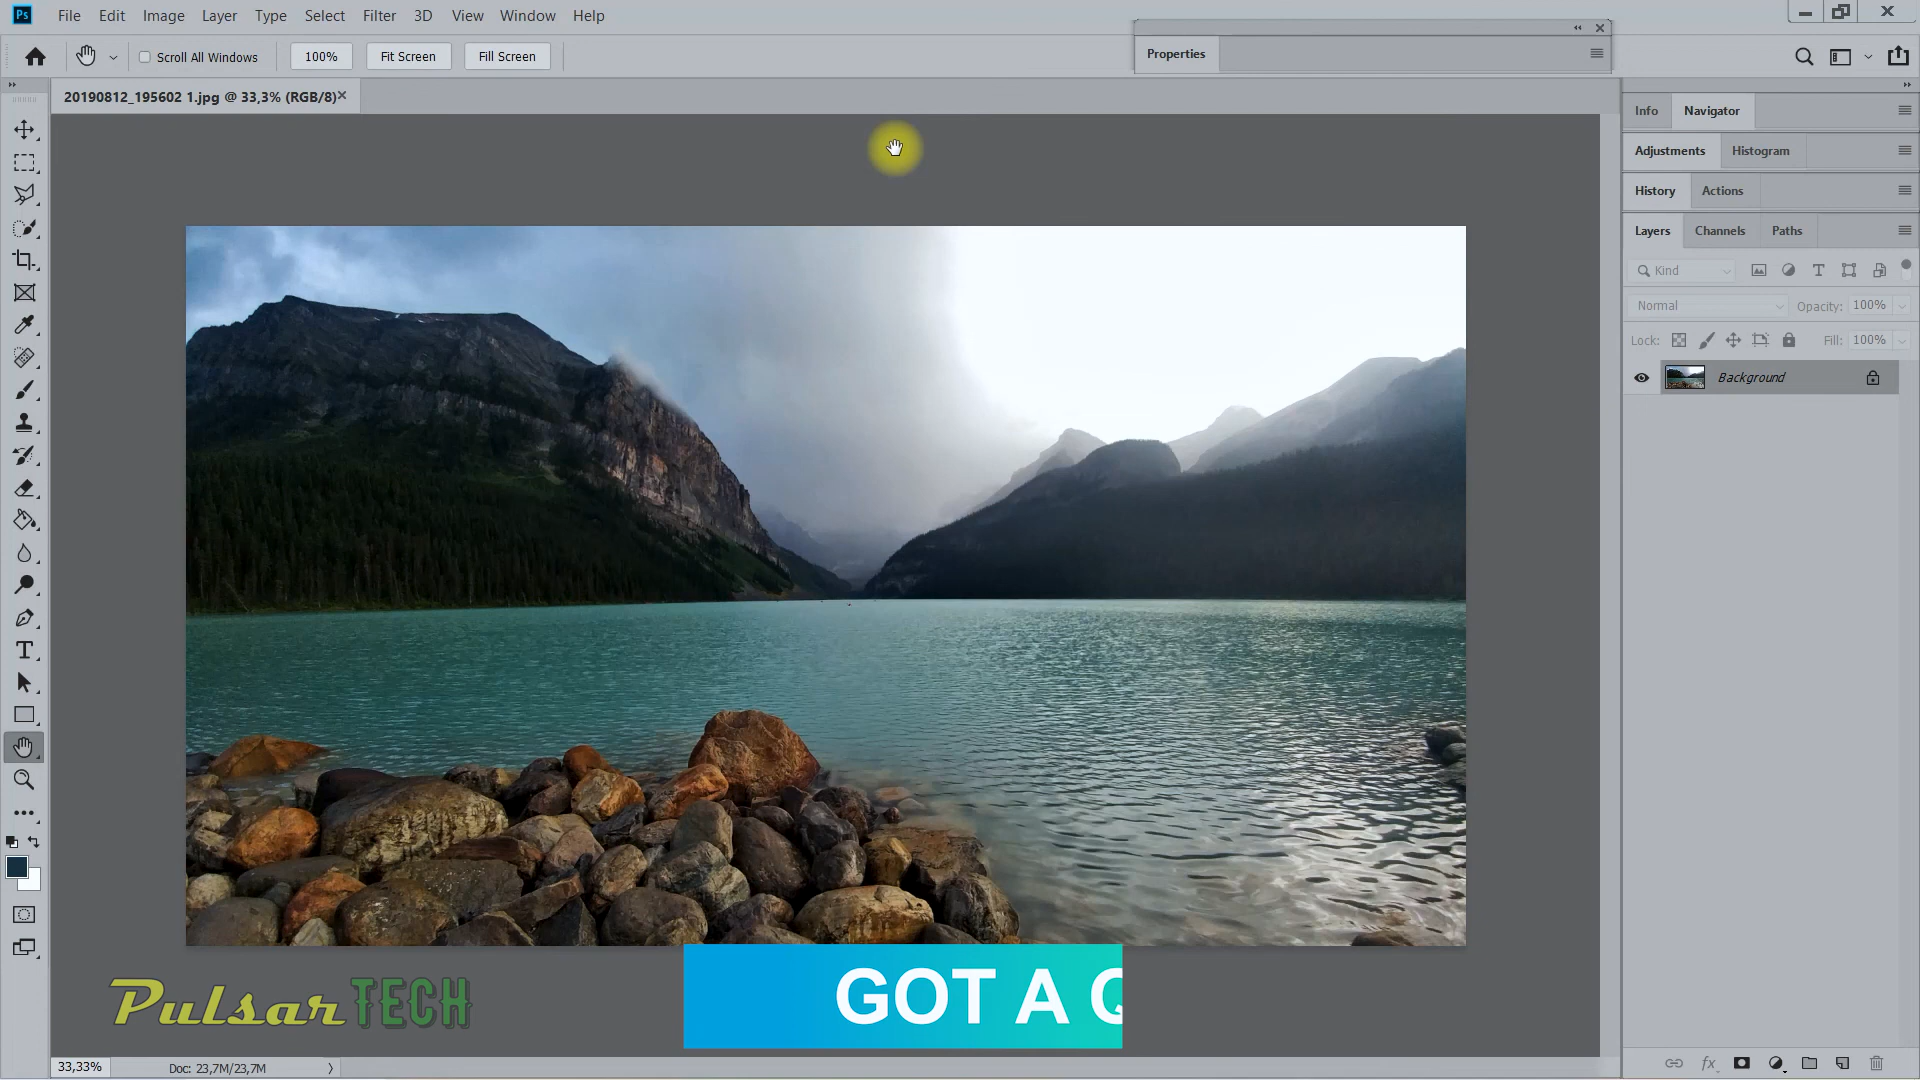 Ps File Edit Image Layer Type Select Filter 3D View Window Help
Scroll All Windows 100% Fit Screen Fill Screen
Properties
20190812_195602 1.jpg @ 33,3% (RGB/8)
Info Navigator
Adjustments Histogram
History Actions
Layers Channels Paths
Kind
Normal Opacity: 100%
Lock: Fill: 100%
Background
PulsarTECH
GOT A
33,33% Doc: 23,7M/23,7M